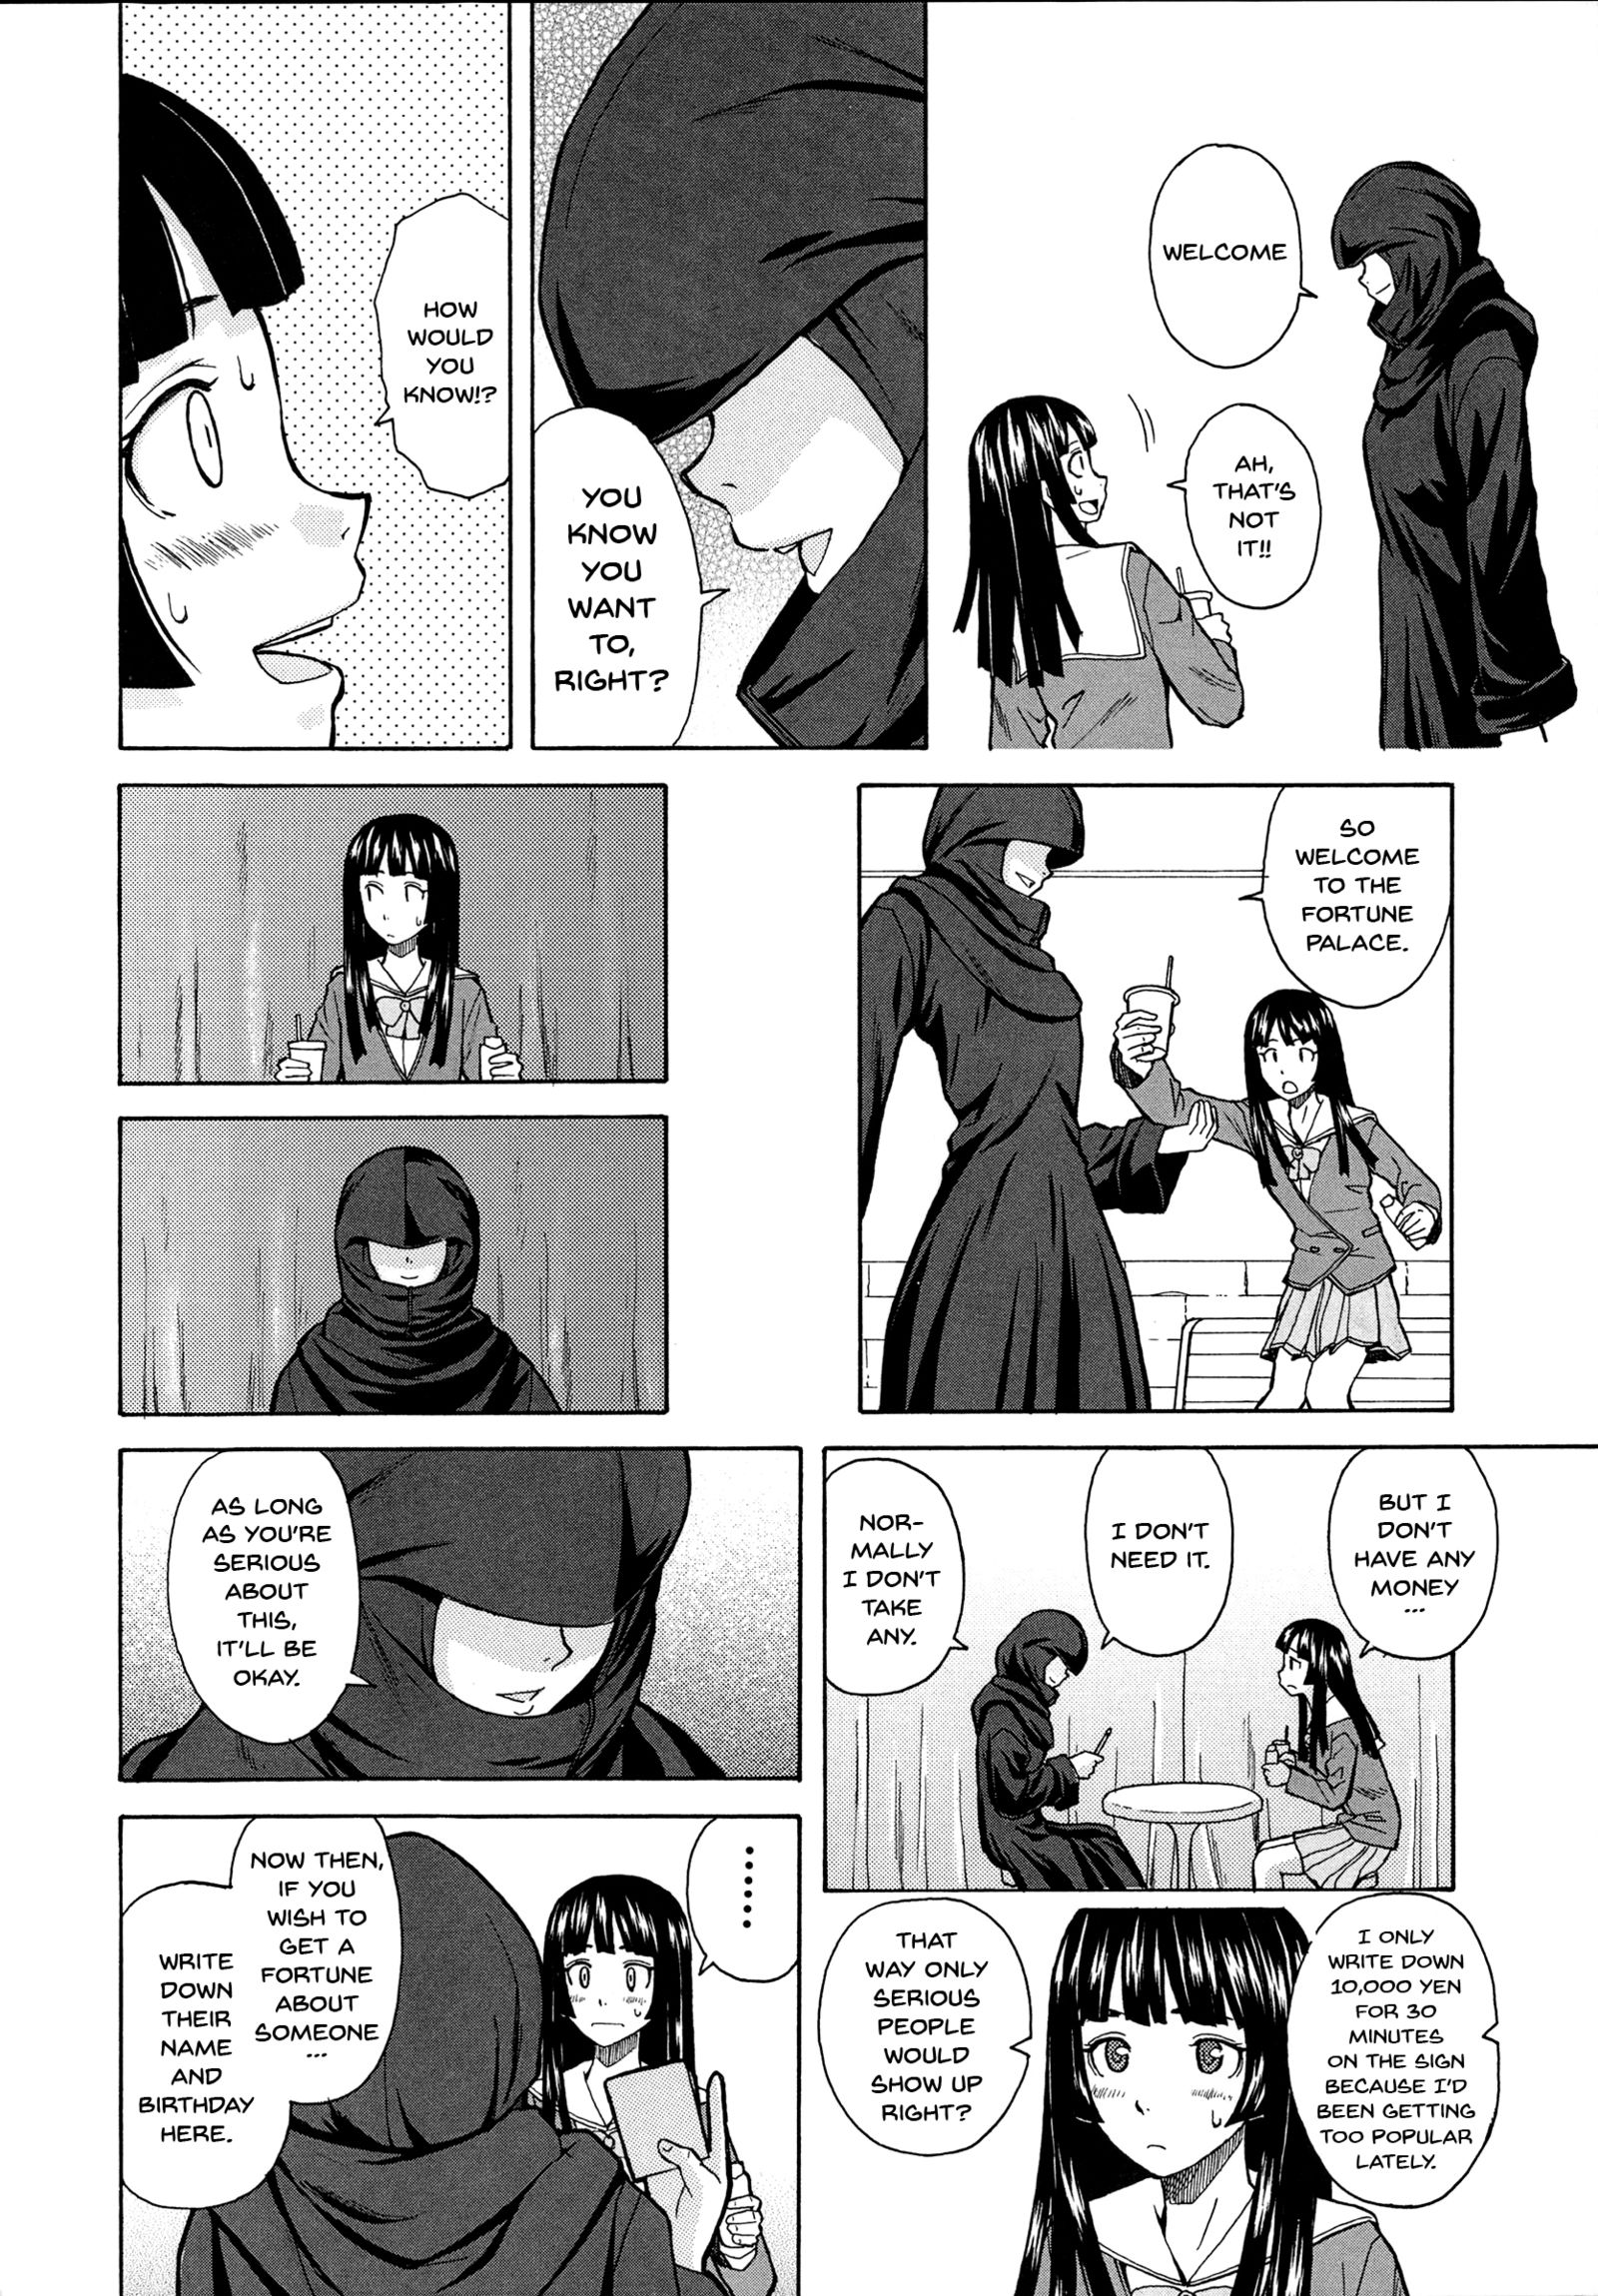 WELCOME
AH,
THAT'S
NOT
IT!!
YOU
KNOW
YOU
WANT
TO,
RIGHT?
HOW
WOULD
YOU
KNOW!?
SO
WELCOME
TO THE
FORTUNE
PALACE.
BUT I
DON'T
HAVE ANY
MONEY
...
I DON'T
NEED IT.
NOR-
MALLY
I DON'T
TAKE
ANY.
I ONLY
WRITE DOWN
10,000 YEN
FOR 30
MINUTES
ON THE SIGN
BECAUSE I'D
BEEN GETTING
TOO POPULAR
LATELY.
THAT
WAY ONLY
SERIOUS
PEOPLE
WOULD
SHOW UP
RIGHT?
AS LONG
AS YOU'RE
SERIOUS
ABOUT
THIS,
IT'LL BE
OKAY.
......
NOW THEN,
IF YOU
WISH TO
GET A
FORTUNE
ABOUT
SOMEONE
...
WRITE
DOWN
THEIR
NAME
AND
BIRTHDAY
HERE.